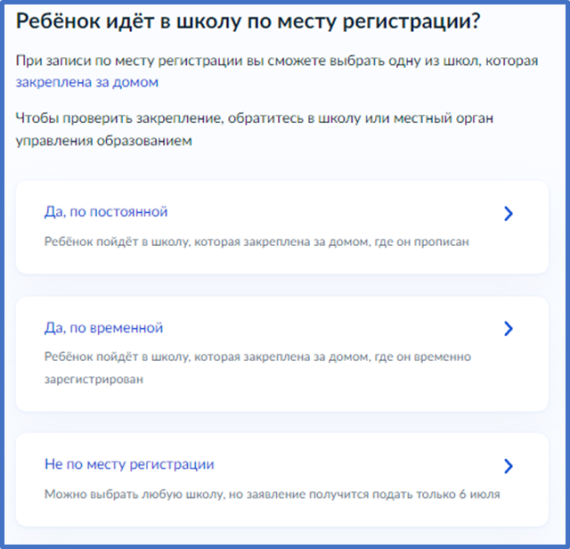 Ребёнок идёт в школу по месту регистрации?
При записи по месту регистрации вы сможете выбрать одну из школ, которая
закреплена за домом
Чтобы проверить закрепление, обратитесь в школу или местный орган
управления образованием
Да, по постоянной
Ребёнок пойдёт в школу, которая закреплена за домом, где он прописан
Да, по временной
Ребёнок пойдёт в школу, которая закреплена за домом, где он временно
зарегистрирован
Не по месту регистрации
Можно выбрать любую школу, но заявление получится подать только 6 июля